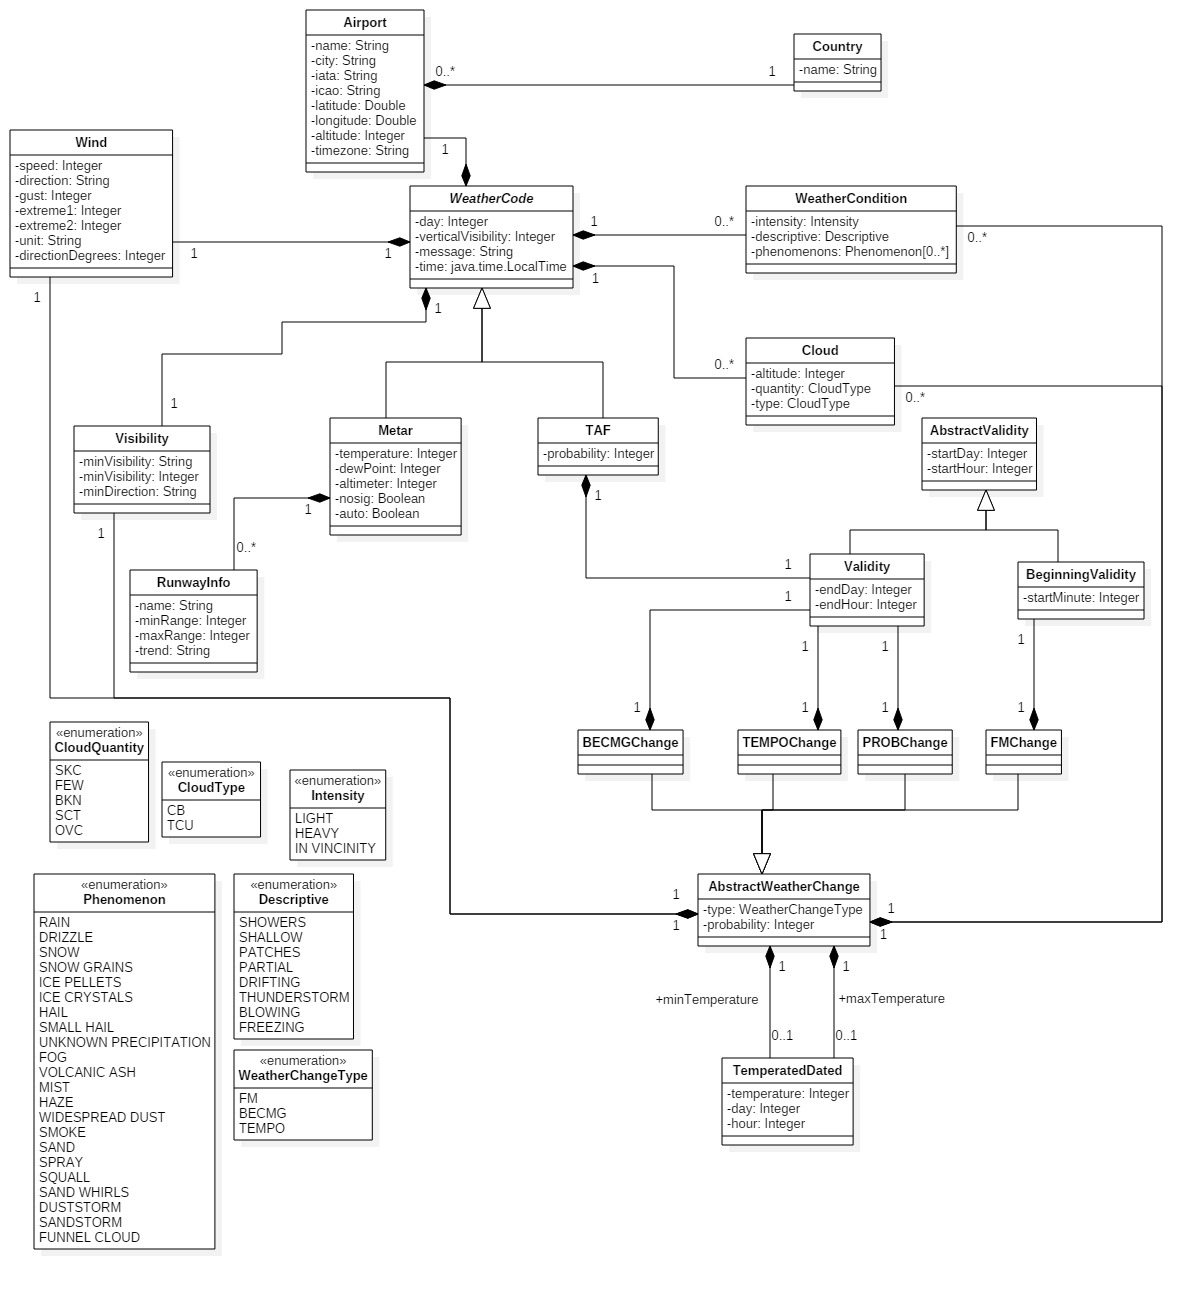 Airport
-name: String
-city: String
-iata: String
-icao: String
-latitude: Double
-longitude: Double
-altitude: Integer
-timezone: String
0..*
1
Country
-name: String
1
Wind
-speed: Integer
-direction: String
-gust: Integer
-extreme1: Integer
-extreme2: Integer
-unit: String
-directionDegrees: Integer
1
1
1
WeatherCode
-day: Integer
-verticalVisibility: Integer
-message: String
-time: java.time.LocalTime
1
0..*
1
1
WeatherCondition
-intensity: Intensity
-descriptive: Descriptive
-phenomenons: Phenomenon[0..*]
0..*
0..*
Cloud
-altitude: Integer
-quantity: CloudType
-type: CloudType
0..*
1
Visibility
-minVisibility: String
-minVisibility: Integer
-minDirection: String
1
Metar
-temperature: Integer
-dewPoint: Integer
-altimeter: Integer
-nosig: Boolean
-auto: Boolean
1
0..*
TAF
-probability: Integer
1
AbstractValidity
-startDay: Integer
-startHour: Integer
RunwayInfo
-name: String
-minRange: Integer
-maxRange: Integer
-trend: String
1
1
Validity
-endDay: Integer
-endHour: Integer
BeginningValidity
-startMinute: Integer
1
1
1
1
1
1
1
BECMGChange
TEMPOChange
PROBChange
FMChange
«enumeration»
CloudQuantity
SKC
FEW
BKN
SCT
OVC
«enumeration»
CloudType
CB
TCU
«enumeration»
Intensity
LIGHT
HEAVY
IN VINCINITY
«enumeration»
Phenomenon
RAIN
DRIZZLE
SNOW
SNOW GRAINS
ICE PELLETS
ICE CRYSTALS
HAIL
SMALL HAIL
UNKNOWN PRECIPITATION
FOG
VOLCANIC ASH
MIST
HAZE
WIDESPREAD DUST
SMOKE
SAND
SPRAY
SQUALL
SAND WHIRLS
DUSTSTORM
SANDSTORM
FUNNEL CLOUD
«enumeration»
Descriptive
SHOWERS
SHALLOW
PATCHES
PARTIAL
DRIFTING
THUNDERSTORM
BLOWING
FREEZING
«enumeration»
WeatherChangeType
FM
BECMG
TEMPO
1
1
AbstractWeatherChange
-type: WeatherChangeType
-probability: Integer
1
1
1
1
+minTemperature
+maxTemperature
0..1
0..1
TemperatedDated
-temperature: Integer
-day: Integer
-hour: Integer